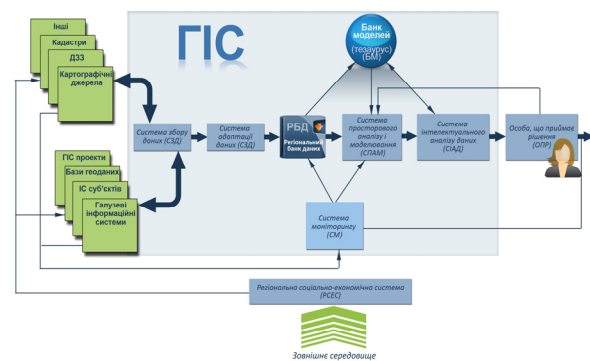 Інші
Кадастри
ДЗЗ
Картографічні
джерела
ГІС
Банк
моделей
(тезаурус)
(БМ)
Система збору
даних (СЗД)
Система
адаптації
даних (СЗД)
РБД
Регіональний
банк даних
Система
просторового
аналізу і
моделювання
(СПАМ)
Система
інтелектуального
аналізу даних
(СІАД)
Особа, що приймає
рішення
(ОПР)
ГІС проекти
Бази геоданих
ІС суб'єктів
Галузеві
інформаційні
системи
Система
моніторингу
(СМ)
Регіональна соціально-економічна система
(РСЕС)
Зовнішнє середовище